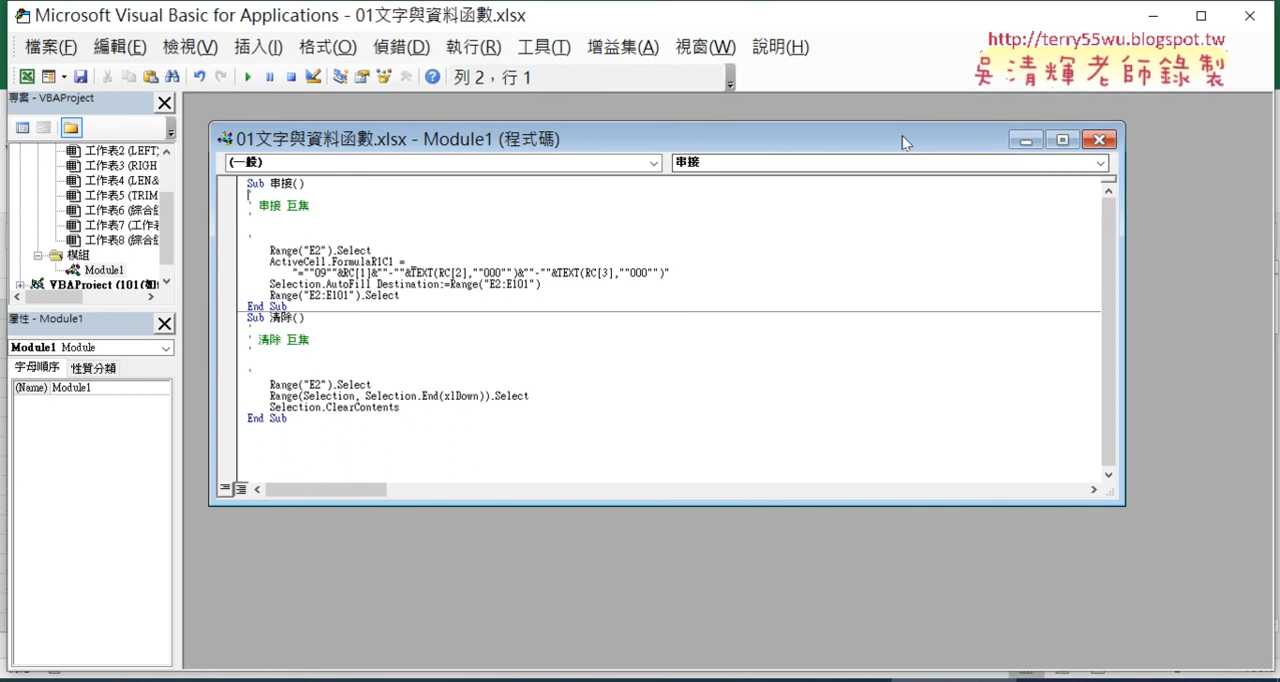 Microsoft Visual Basic for Applications - 01文字與資料函數.xlsx
檔案(F) 編輯(E) 檢視(V) 插入(I) 格式(O) 偵錯(D) 執行(R) 工具(T) 增益集(A) 視窗(W) 說明(H)
http://terry55wu.blogspot.tw
吳清輝老師錄製
列 2，行 1
專案 - VBAProject
工作表2 (LEFT;
工作表3 (RIGH
工作表4 (LEN&
工作表5 (TRIM
工作表6 (綜合
工作表7 (工作
工作表8 (綜合
模組
Module1
VBAProject (101(
屬性 - Module1
Module1 Module
字母順序 性質分類
(Name) Module1
01文字與資料函數.xlsx - Module1 (程式碼)
(一般) 串接
Sub 串接()
'
' 串接 巨集
'
'
Range("E2").Select
ActiveCell.FormulaR1C1 = _
"=""09""&RC[1]&""-""&TEXT(RC[2],""000"")&""-""&TEXT(RC[3],""000"")"
Selection.AutoFill Destination:=Range("E2:E101")
Range("E2:E101").Select
End Sub
Sub 清除()
'
' 清除 巨集
'
'
Range("E2").Select
Range(Selection, Selection.End(xlDown)).Select
Selection.ClearContents
End Sub